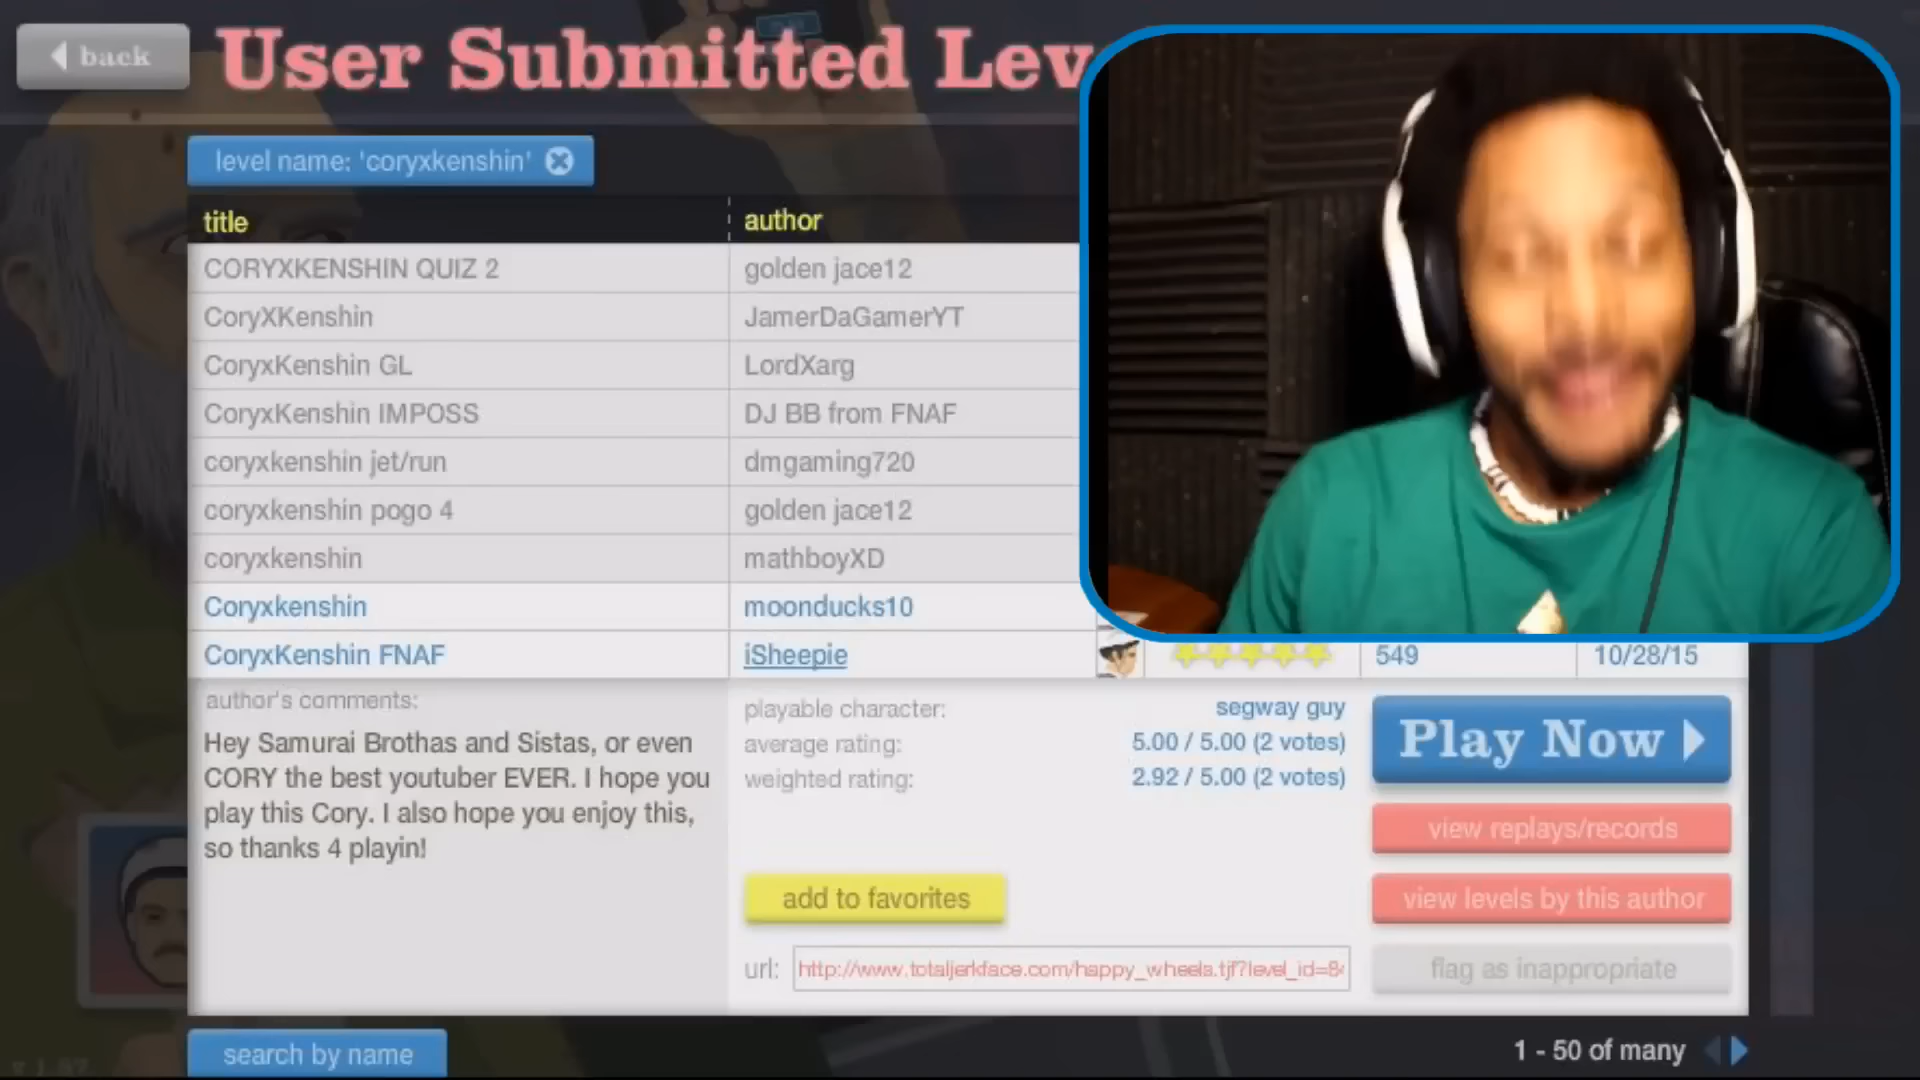 back
User Submitted Lev
level name: 'coryxkenshin'
title author
CORYXKENSHIN QUIZ 2 golden jace12
CoryXKenshin JamerDaGamerYT
CoryxKenshin GL LordXarg
CoryxKenshin IMPOSS DJ BB from FNAF
coryxkenshin jet/run dmgaming720
coryxkenshin pogo 4 golden jace12
coryxkenshin mathboyXD
Coryxkenshin moonducks10
CoryxKenshin FNAF iSheepie 549 10/28/15
author's comments:
Hey Samurai Brothas and Sistas, or even
CORY the best youtuber EVER. I hope you
play this Cory. I also hope you enjoy this,
so thanks 4 playin!
playable character: segway guy
average rating: 5.00 / 5.00 (2 votes)
weighted rating: 2.92 / 5.00 (2 votes)
add to favorites
url: http://www.totaljerkface.com/happy_wheels.tjf?level_id=8
Play Now
view replays/records
view levels by this author
flag as inappropriate
search by name
1 - 50 of many